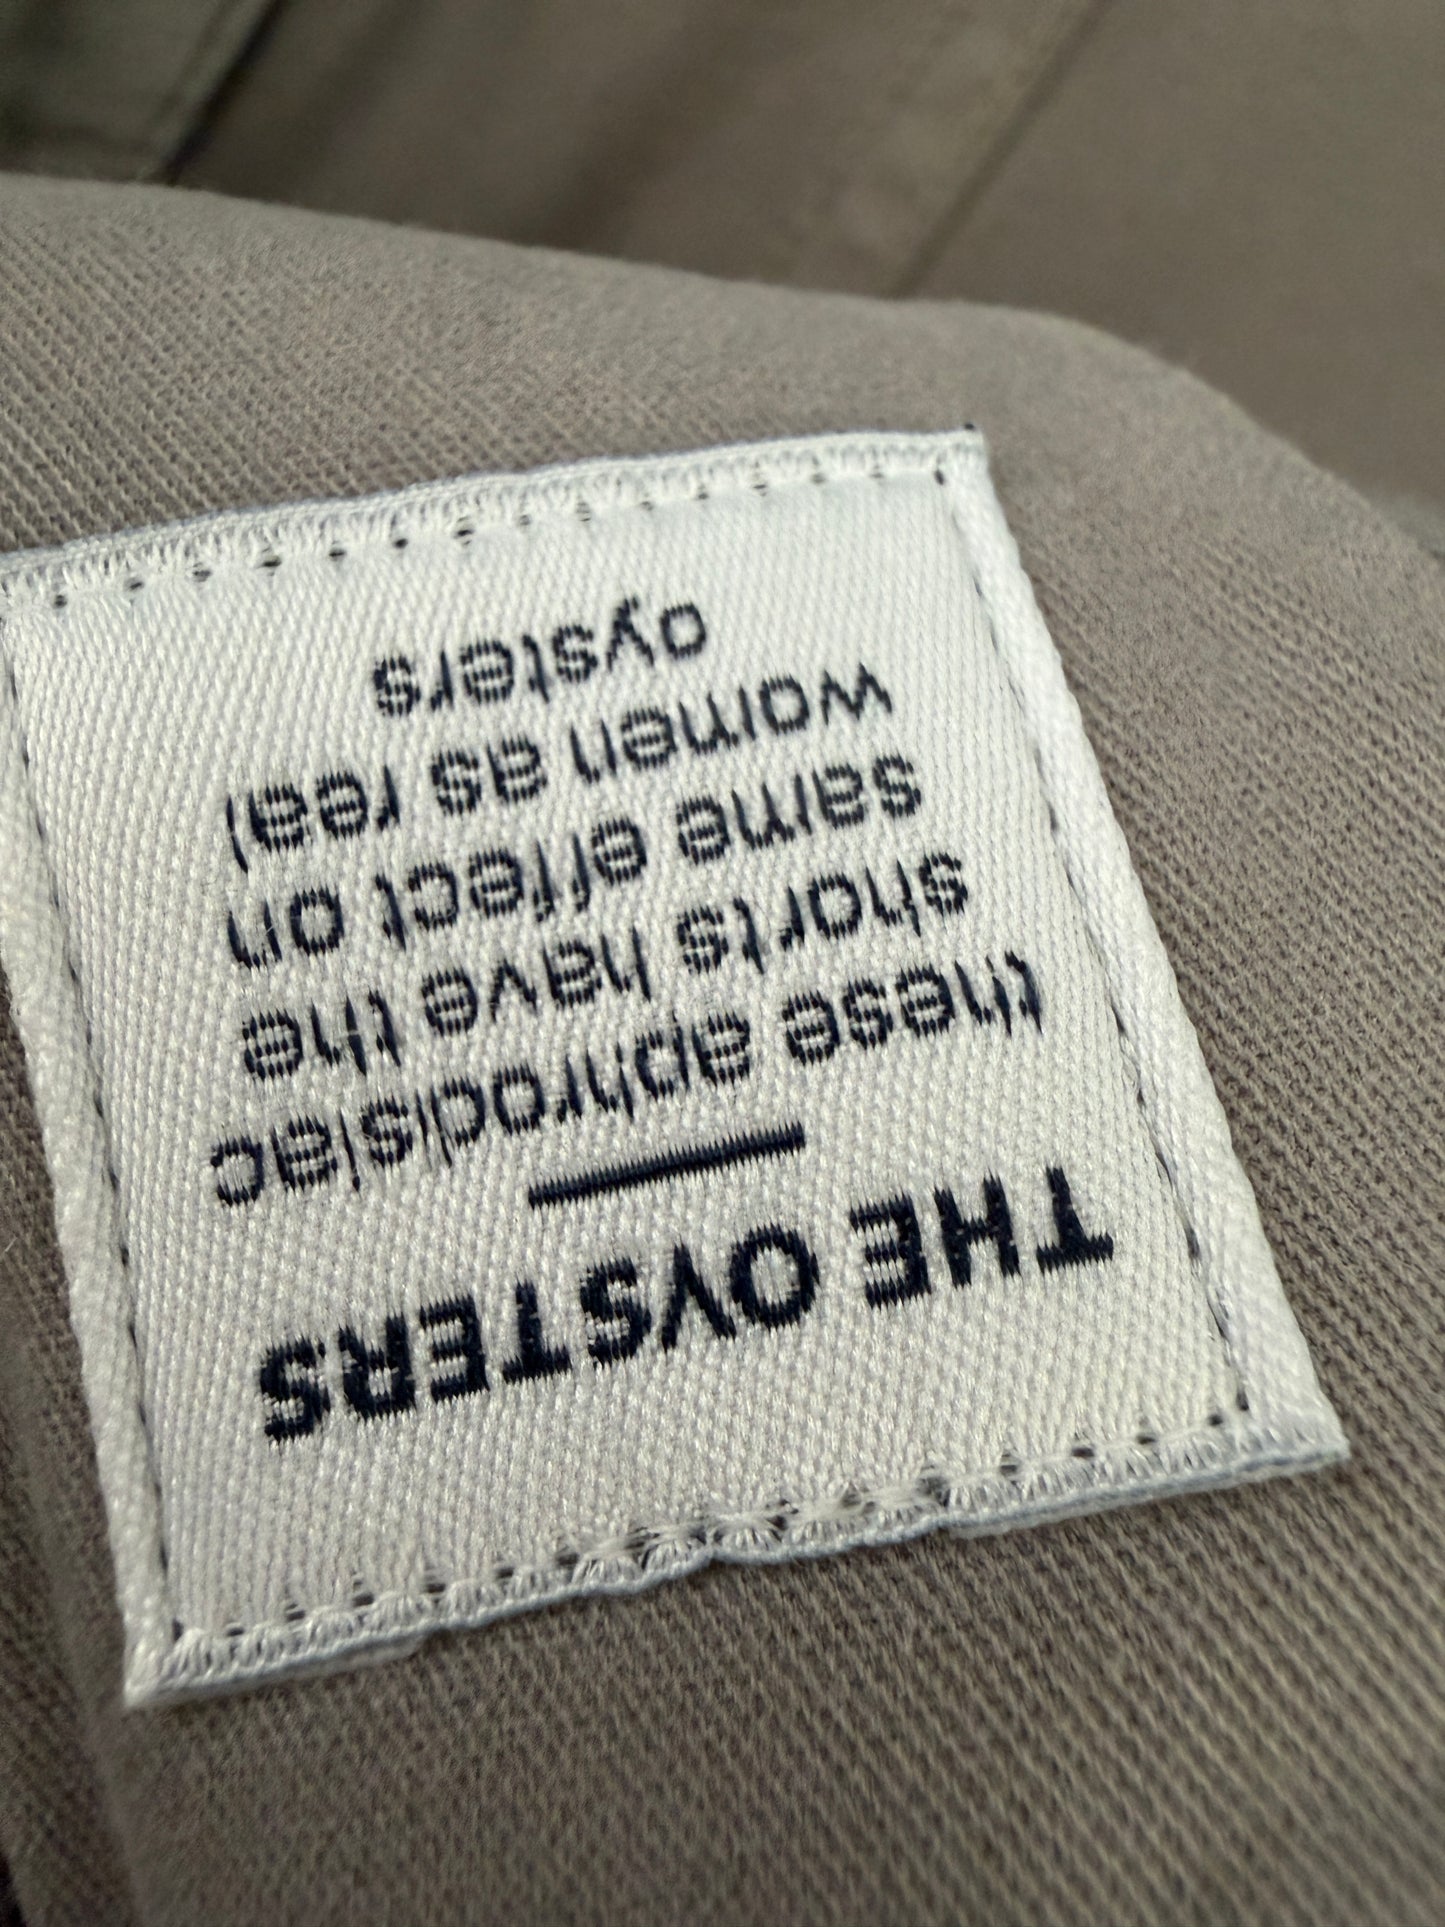 THE OYSTERS
these aphrodisiac
shorts have the
same effect on
women as real
oysters